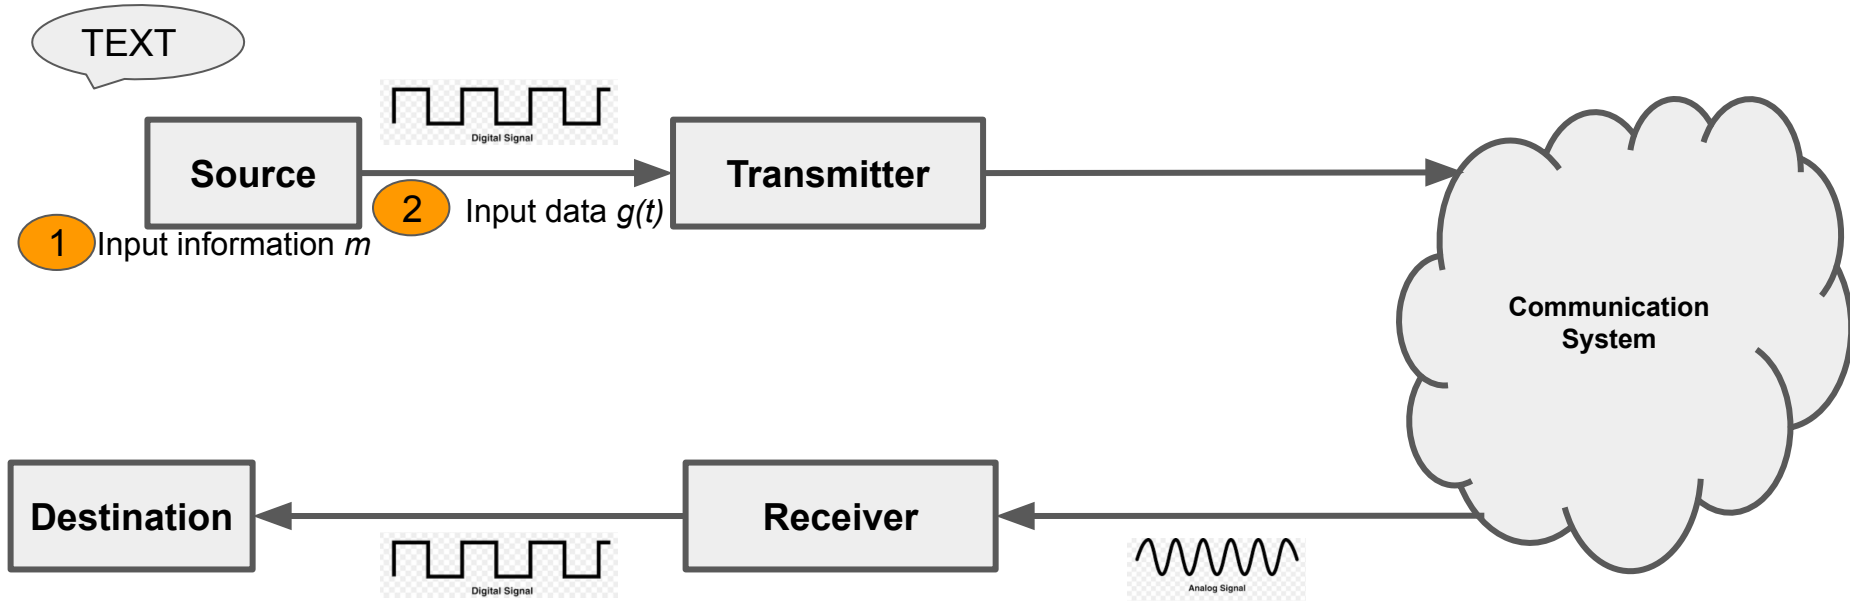 TEXT
Digital Signal
Source
Transmitter
2
Input data g(t)
1
Input information m
Communication
System
Destination
Receiver
Digital Signal
Analog Signal